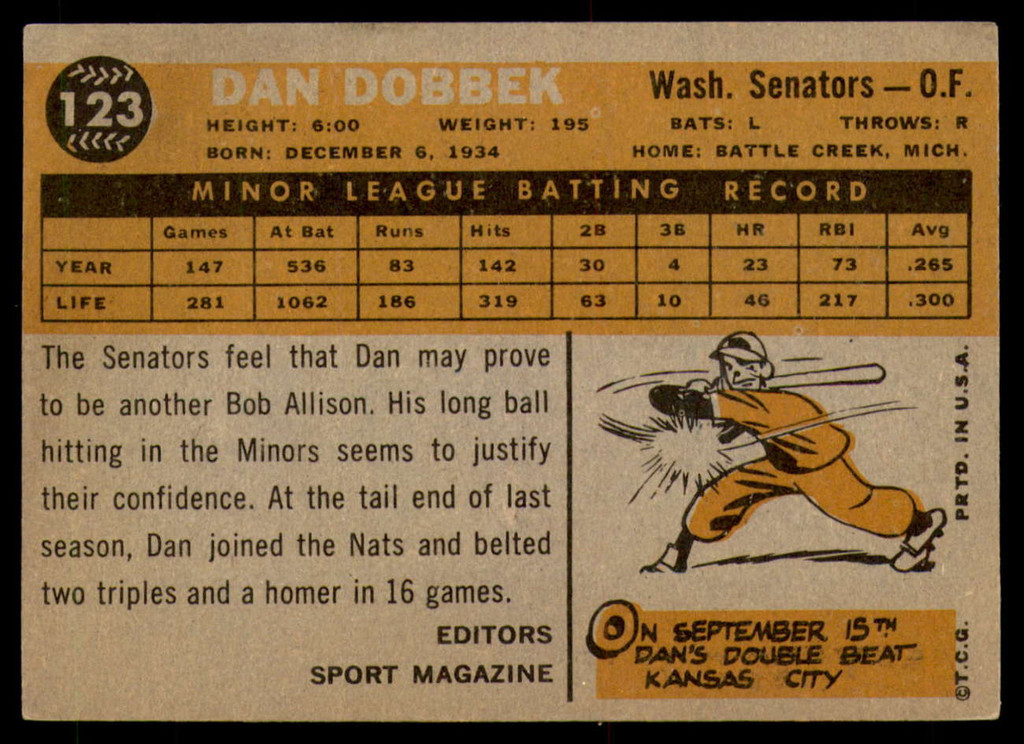 123
DAN DOBBEK
Wash. Senators — O.F.
HEIGHT: 6:00 WEIGHT: 195 BATS: L THROWS: R
BORN: DECEMBER 6, 1934 HOME: BATTLE CREEK, MICH.
MINOR LEAGUE BATTING RECORD
Games At Bat Runs Hits 2B 3B HR RBI Avg
YEAR 147 536 83 142 30 4 23 73 .265
LIFE 281 1062 186 319 63 10 46 217 .300
The Senators feel that Dan may prove
to be another Bob Allison. His long ball
hitting in the Minors seems to justify
their confidence. At the tail end of last
season, Dan joined the Nats and belted
two triples and a homer in 16 games.
EDITORS
SPORT MAGAZINE
ON SEPTEMBER 15TH
DAN'S DOUBLE BEAT
KANSAS CITY
©T.C.G. PRTD. IN U.S.A.